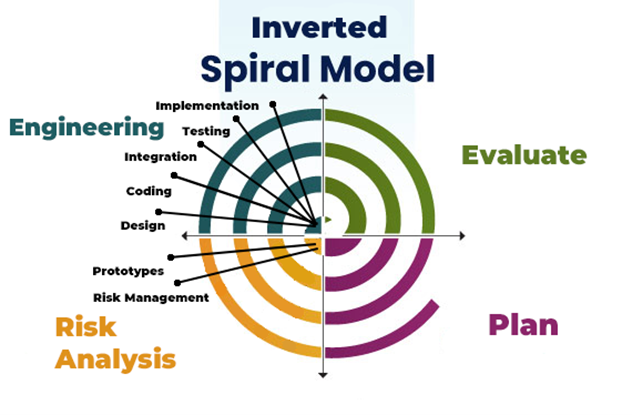 Inverted
Spiral Model
Implementation
Engineering
Testing
Integration
Evaluate
Coding
Design
Prototypes
Risk Management
Risk
Analysis
Plan